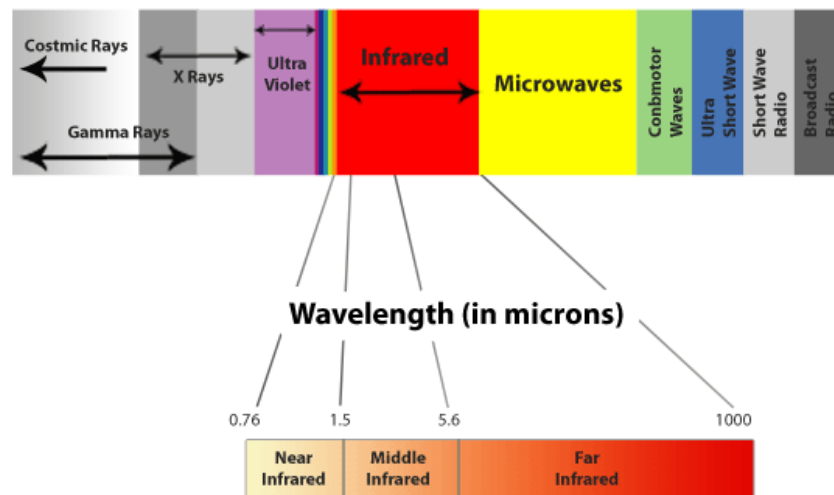 Costmic Rays
X Rays
Gamma Rays
Ultra
Violet
Infrared
Microwaves
Conbmotor
Waves
Ultra
Short Wave
Short Wave
Radio
Broadcast
Radio
Wavelength (in microns)
0.76
1.5
5.6
1000
Near
Infrared
Middle
Infrared
Far
Infrared